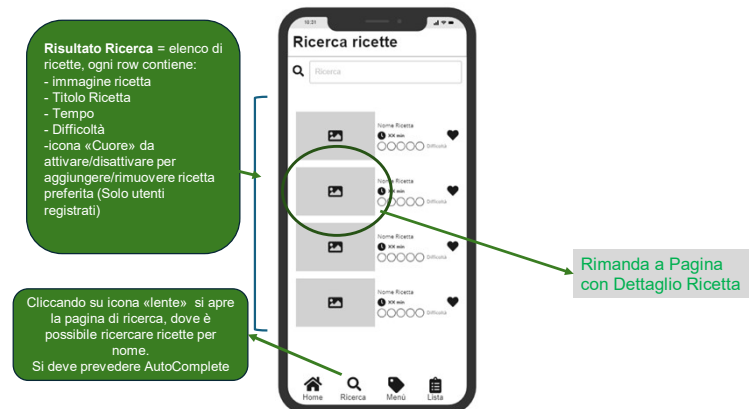 Risultato Ricerca = elenco di
ricette, ogni row contiene:
- immagine ricetta
- Titolo Ricetta
- Tempo
- Difficoltà
-icona «Cuore» da
attivare/disattivare per
aggiungere/rimuovere ricetta
preferita (Solo utenti
registrati)
Cliccando su icona «lente» si apre
la pagina di ricerca, dove è
possibile ricercare ricette per
nome.
Si deve prevedere AutoComplete
10:31
Ricerca ricette
Ricerca
Nome Ricetta
XX min
Difficoltà
Nome Ricetta
XX min
Difficoltà
Nome Ricetta
XX min
Difficoltà
Nome Ricetta
XX min
Difficoltà
Home Ricerca Menù Lista
Rimanda a Pagina
con Dettaglio Ricetta